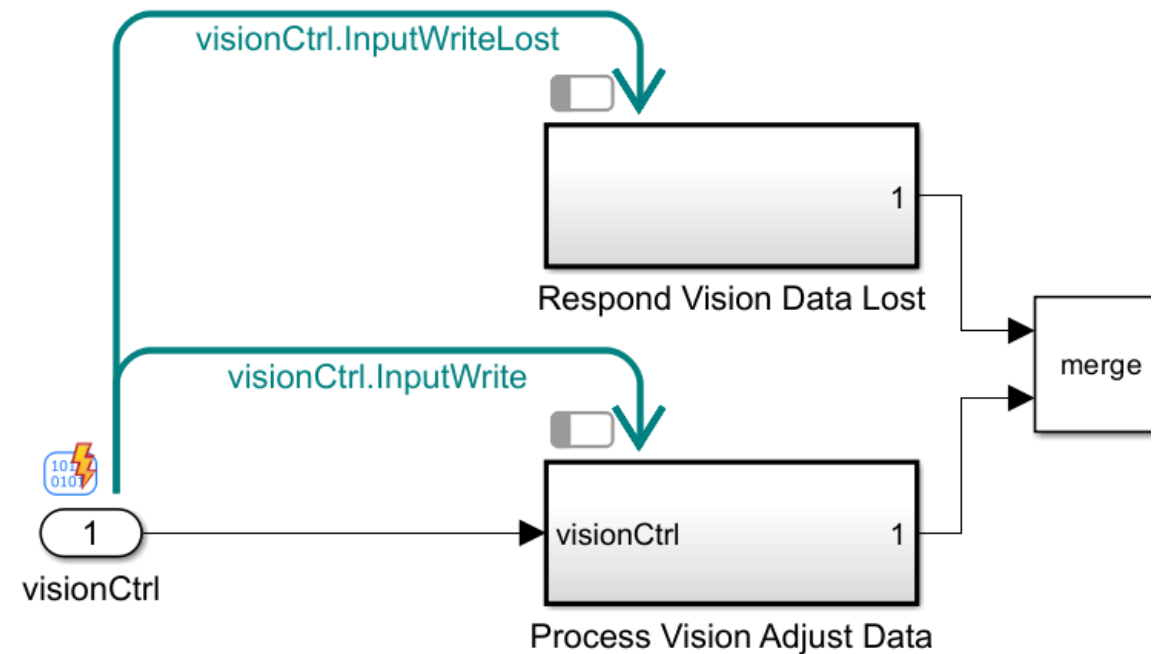 visionCtrl.InputWriteLost
1
Respond Vision Data Lost
visionCtrl.InputWrite
merge
101
0101
1
visionCtrl
visionCtrl
1
Process Vision Adjust Data